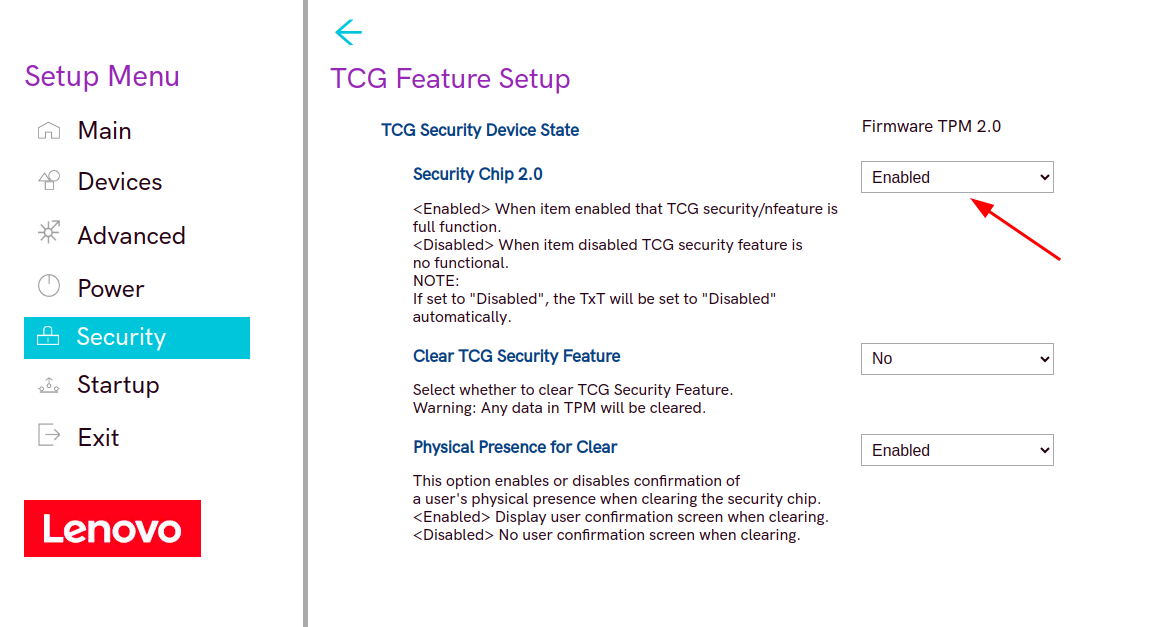 Setup Menu
Main
Devices
Advanced
Power
Security
Startup
Exit
Lenovo
TCG Feature Setup
TCG Security Device State
Firmware TPM 2.0
Security Chip 2.0
Enabled
<Enabled> When item enabled that TCG security/nfeature is
full function.
<Disabled> When item disabled TCG security feature is
no functional.
NOTE:
If set to "Disabled", the TxT will be set to "Disabled"
automatically.
Clear TCG Security Feature
No
Select whether to clear TCG Security Feature.
Warning: Any data in TPM will be cleared.
Physical Presence for Clear
Enabled
This option enables or disables confirmation of
a user's physical presence when clearing the security chip.
<Enabled> Display user confirmation screen when clearing.
<Disabled> No user confirmation screen when clearing.